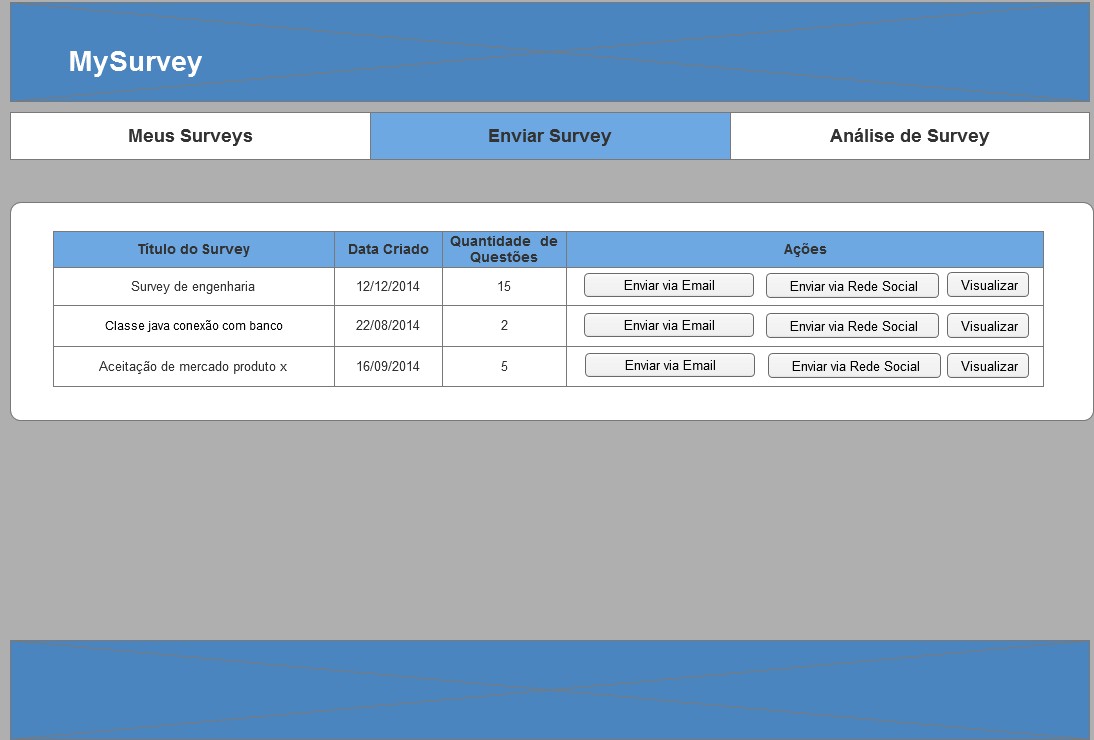 MySurvey
Meus Surveys Enviar Survey Análise de Survey
Título do Survey Data Criado Quantidade de Questões Ações
Survey de engenharia 12/12/2014 15 Enviar via Email Enviar via Rede Social Visualizar
Classe java conexão com banco 22/08/2014 2 Enviar via Email Enviar via Rede Social Visualizar
Aceitação de mercado produto x 16/09/2014 5 Enviar via Email Enviar via Rede Social Visualizar